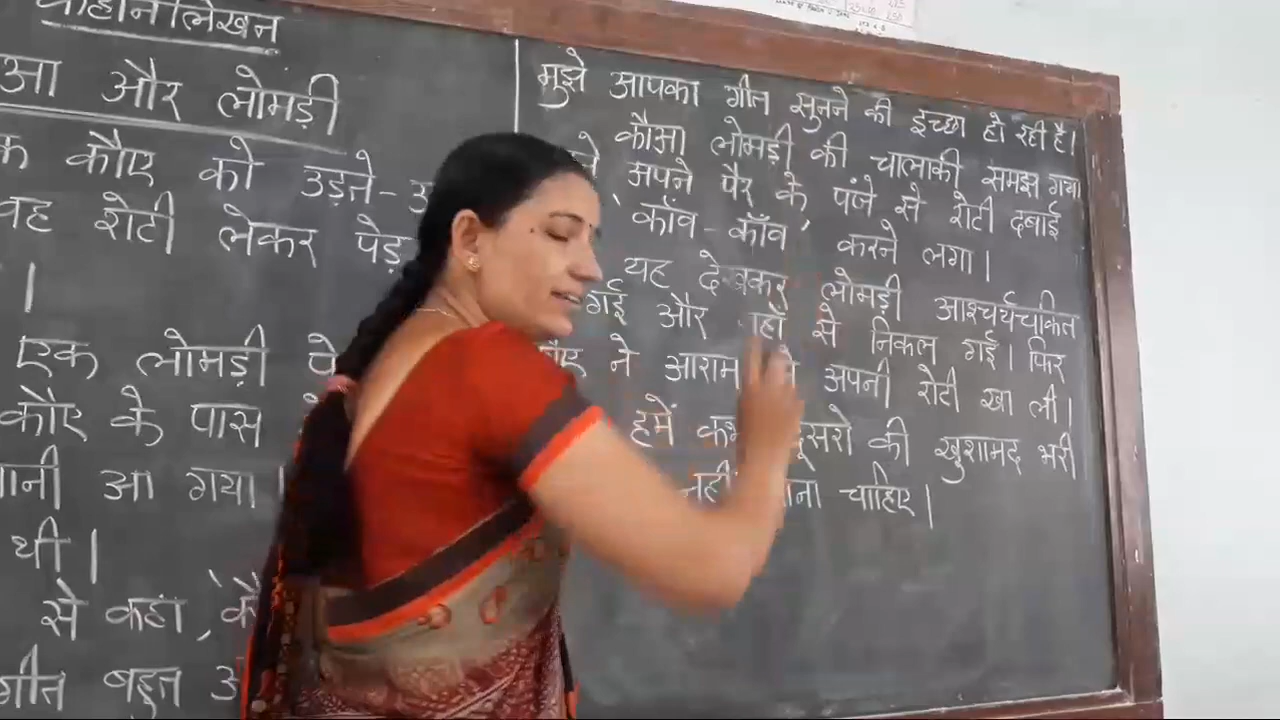 कहानी लेखन
आ और लोमड़ी
क कौए को उड़ते-
वह रोटी लेकर पेड़
।
एक लोमड़ी
कौए के पास
पानी आ गया
थी।
से कहा, 
गीत बहुत
मुझे आपका गीत सुनने की इच्छा हो रही है।
कौआ लोमड़ी की चालाकी समझ गया
अपने पैर के पंजे से रोटी दबाई
'काँव-काँव' करने लगा।
यह देखकर लोमड़ी आश्चर्यचकित
गई और वहाँ से निकल गई। फिर
ने आराम से अपनी रोटी खा ली।
हमें दूसरो की खुशामद भरी
चाहिए।